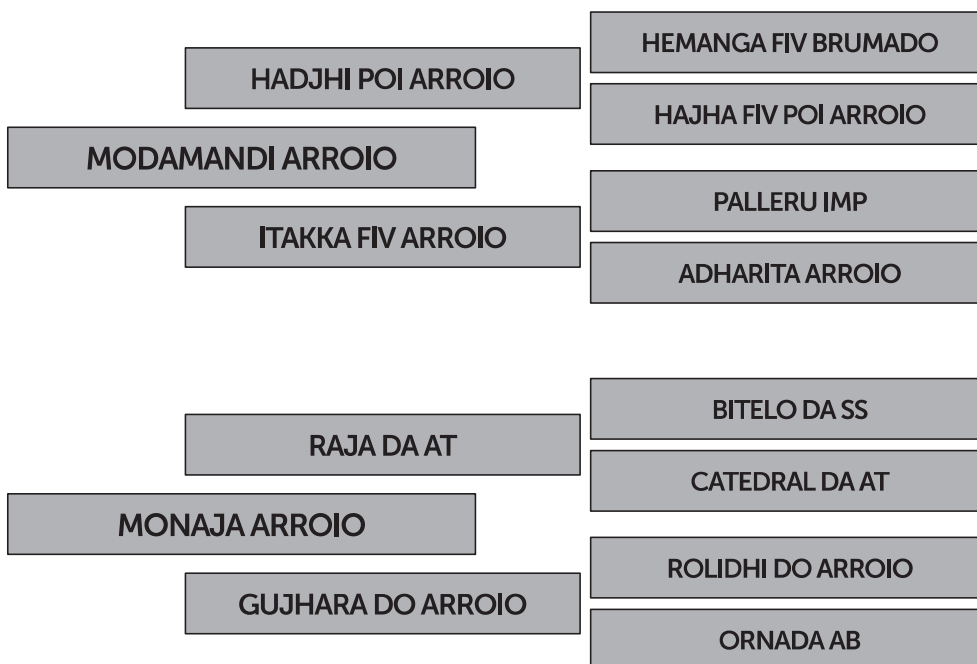 HEMANGA FIV BRUMADO
HADJHI POI ARROIO
HAJHA FIV POI ARROIO
MODAMANDI ARROIO
PALLERU IMP
ITAKKA FIV ARROIO
ADHARITA ARROIO
BITELO DA SS
RAJA DA AT
CATEDRAL DA AT
MONAJA ARROIO
ROLIDHI DO ARROIO
GUJHARA DO ARROIO
ORNADA AB